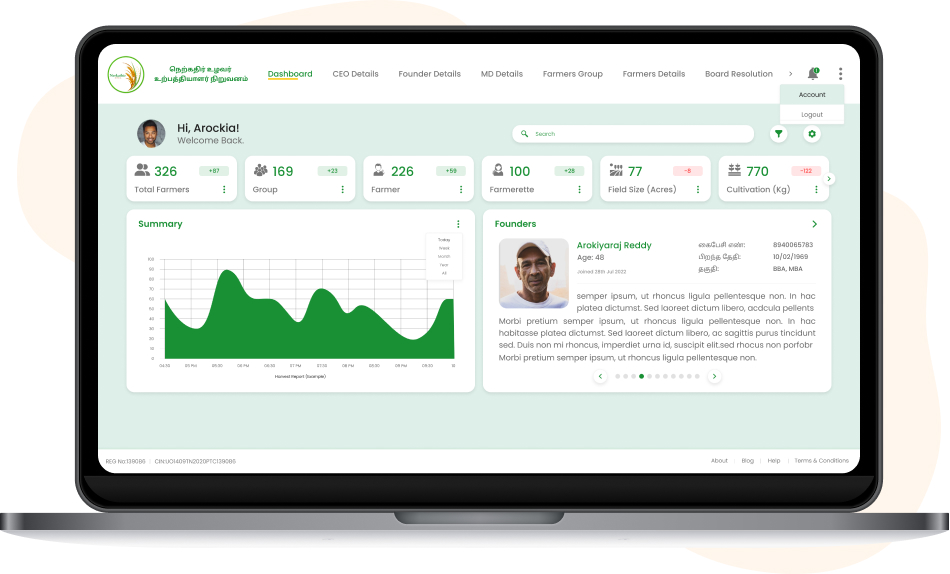 நெற்கதிர் உழவர்
உற்பத்தியாளர் நிறுவனம்
Dashboard
CEO Details
Founder Details
MD Details
Farmers Group
Farmers Details
Board Resolution
Account
Logout
Hi, Arockia!
Welcome Back.
Search
326
+87
Total Farmers
169
+23
Group
226
+59
Farmer
100
+28
Farmerette
77
-8
Field Size (Acres)
770
-122
Cultivation (Kg)
Summary
Today
Week
Month
Year
All
100
90
80
70
60
50
40
30
20
10
0
04:30 05 PM 05:30 06 PM 06:30 07 PM 07:30 08 PM 08:30 09 PM 09:30 10
Harvest Report (Example)
Founders
Arokiyaraj Reddy
Age: 48
Joined 28th Jul 2022
கைபேசி எண்: 8940065783
பிறந்த தேதி: 10/02/1969
தகுதி: BBA, MBA
semper ipsum, ut rhoncus ligula pellentesque non. In hac
platea dictumst. Sed laoreet dictum libero, acdcula pellents
Morbi pretium semper ipsum, ut rhoncus ligula pellentesque non. In hac
habitasse platea dictumst. Sed laoreet dictum libero, ac sagittis purus tincidunt
sed. Duis non mi rhoncus, imperdiet urna id, suscipit elit.sed rhocus non porfobr
Morbi pretium semper ipsum, ut rhoncus ligula pellentesque non.
REG No:139086 | CIN:UO1409TN2020PTC139086
About | Blog | Help | Terms & Conditions